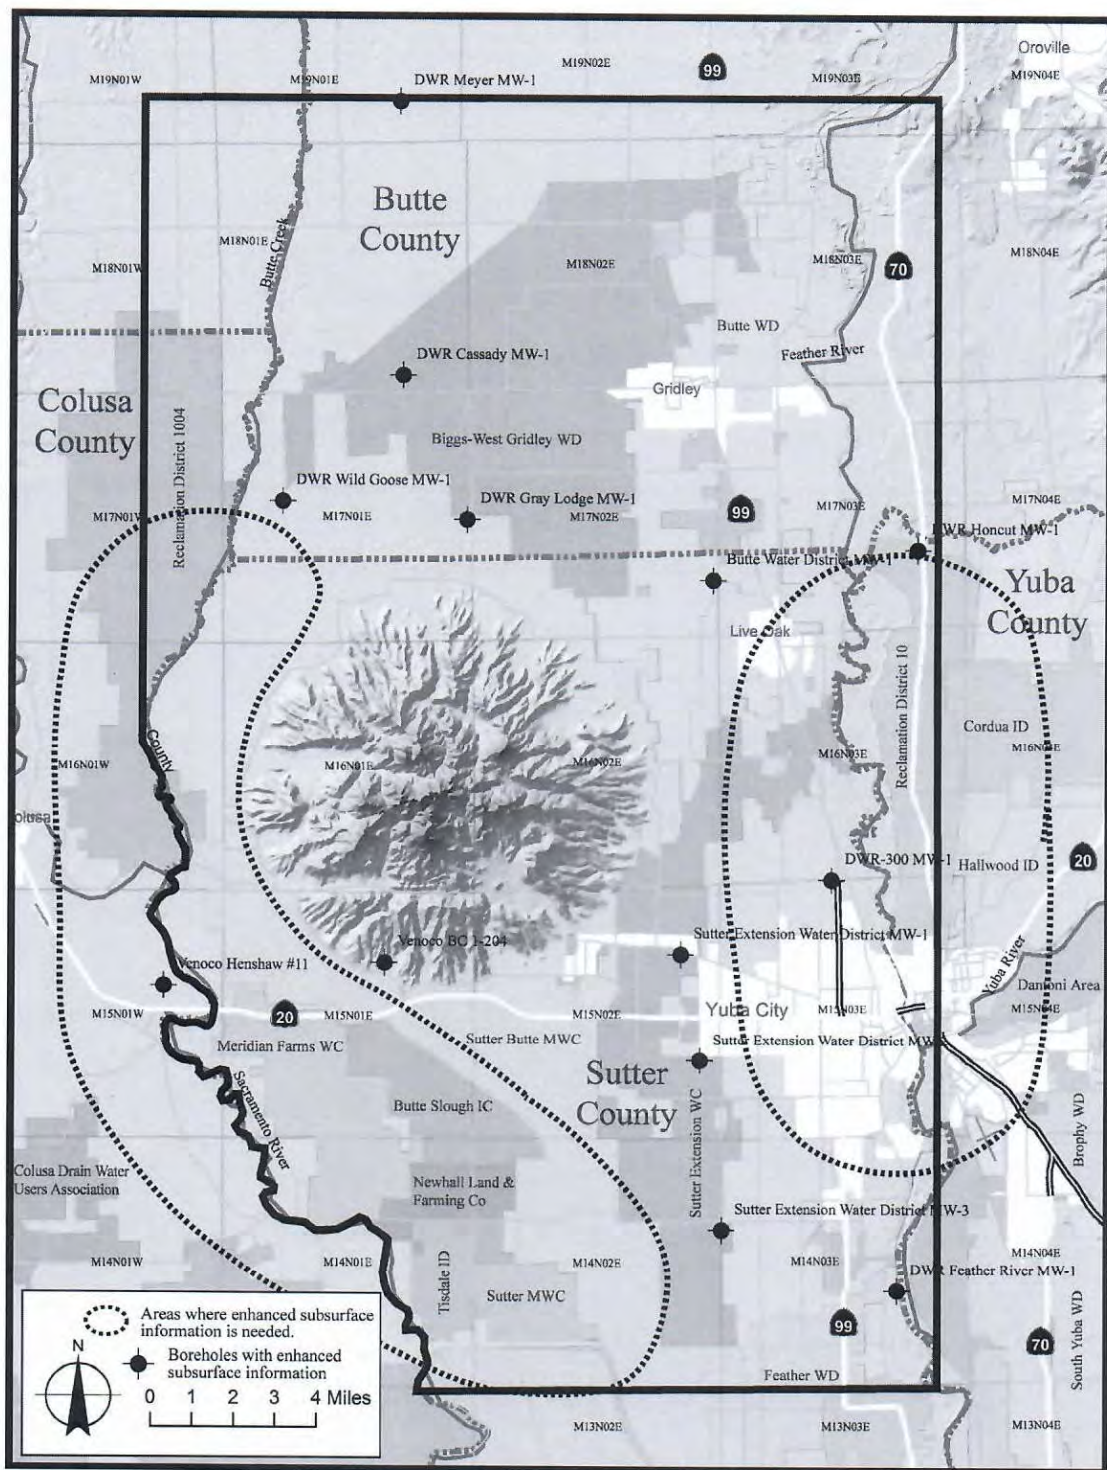 Oroville
M19N01W
M19N01E
DWR Meyer MW-1
M19N02E
99
M19N03E
M19N04E
Butte
County
Butte Creek
M18N01W
M18N01E
M18N02E
M18N03E
M18N04E
70
Butte WD
Feather River
DWR Cassady MW-1
Gridley
Colusa
County
Reclamation District 1004
Biggs-West Gridley WD
DWR Wild Goose MW-1
DWR Gray Lodge MW-1
M17N01W
M17N01E
M17N02E
99
M17N03E
M17N04E
DWR Honcut MW-1
Butte Water District MW-1
Yuba
County
Live Oak
Reclamation District 10
Cordua ID
County
M16N01W
M16N01E
M16N02E
M16N03E
M16N04E
olusa
DWR-300 MW-1
Hallwood ID
20
Venoco BC 1-204
Sutter Extension Water District MW-1
Venoco Henshaw #11
Yuba River
Dantoni Area
M15N01W
20
M15N01E
M15N02E
Yuba City
M15N03E
M15N04E
Meridian Farms WC
Sutter Butte MWC
Sutter Extension Water District MW
Sutter
County
Sacramento River
Butte Slough IC
Sutter Extension WC
Brophy WD
Colusa Drain Water
Users Association
Newhall Land &
Farming Co
Sutter Extension Water District MW-3
M14N01W
M14N01E
Tisdale ID
M14N02E
M14N03E
M14N04E
DWR Feather River MW-1
Sutter MWC
99
70
South Yuba WD
Feather WD
M13N02E
M13N03E
M13N04E
Areas where enhanced subsurface
information is needed.
N
Boreholes with enhanced
subsurface information
0 1 2 3 4 Miles